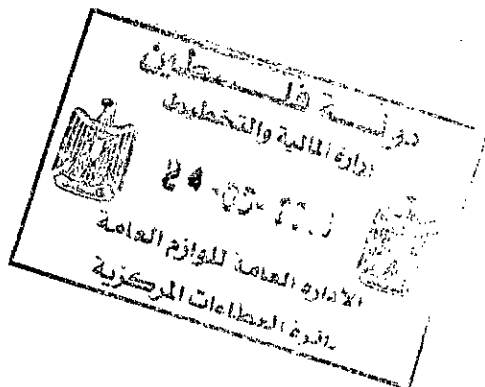 دولة فلسطين
وزارة المالية والتخطيط
الادارة العامة للوازم العامة
دائرة العطاءات المركزية